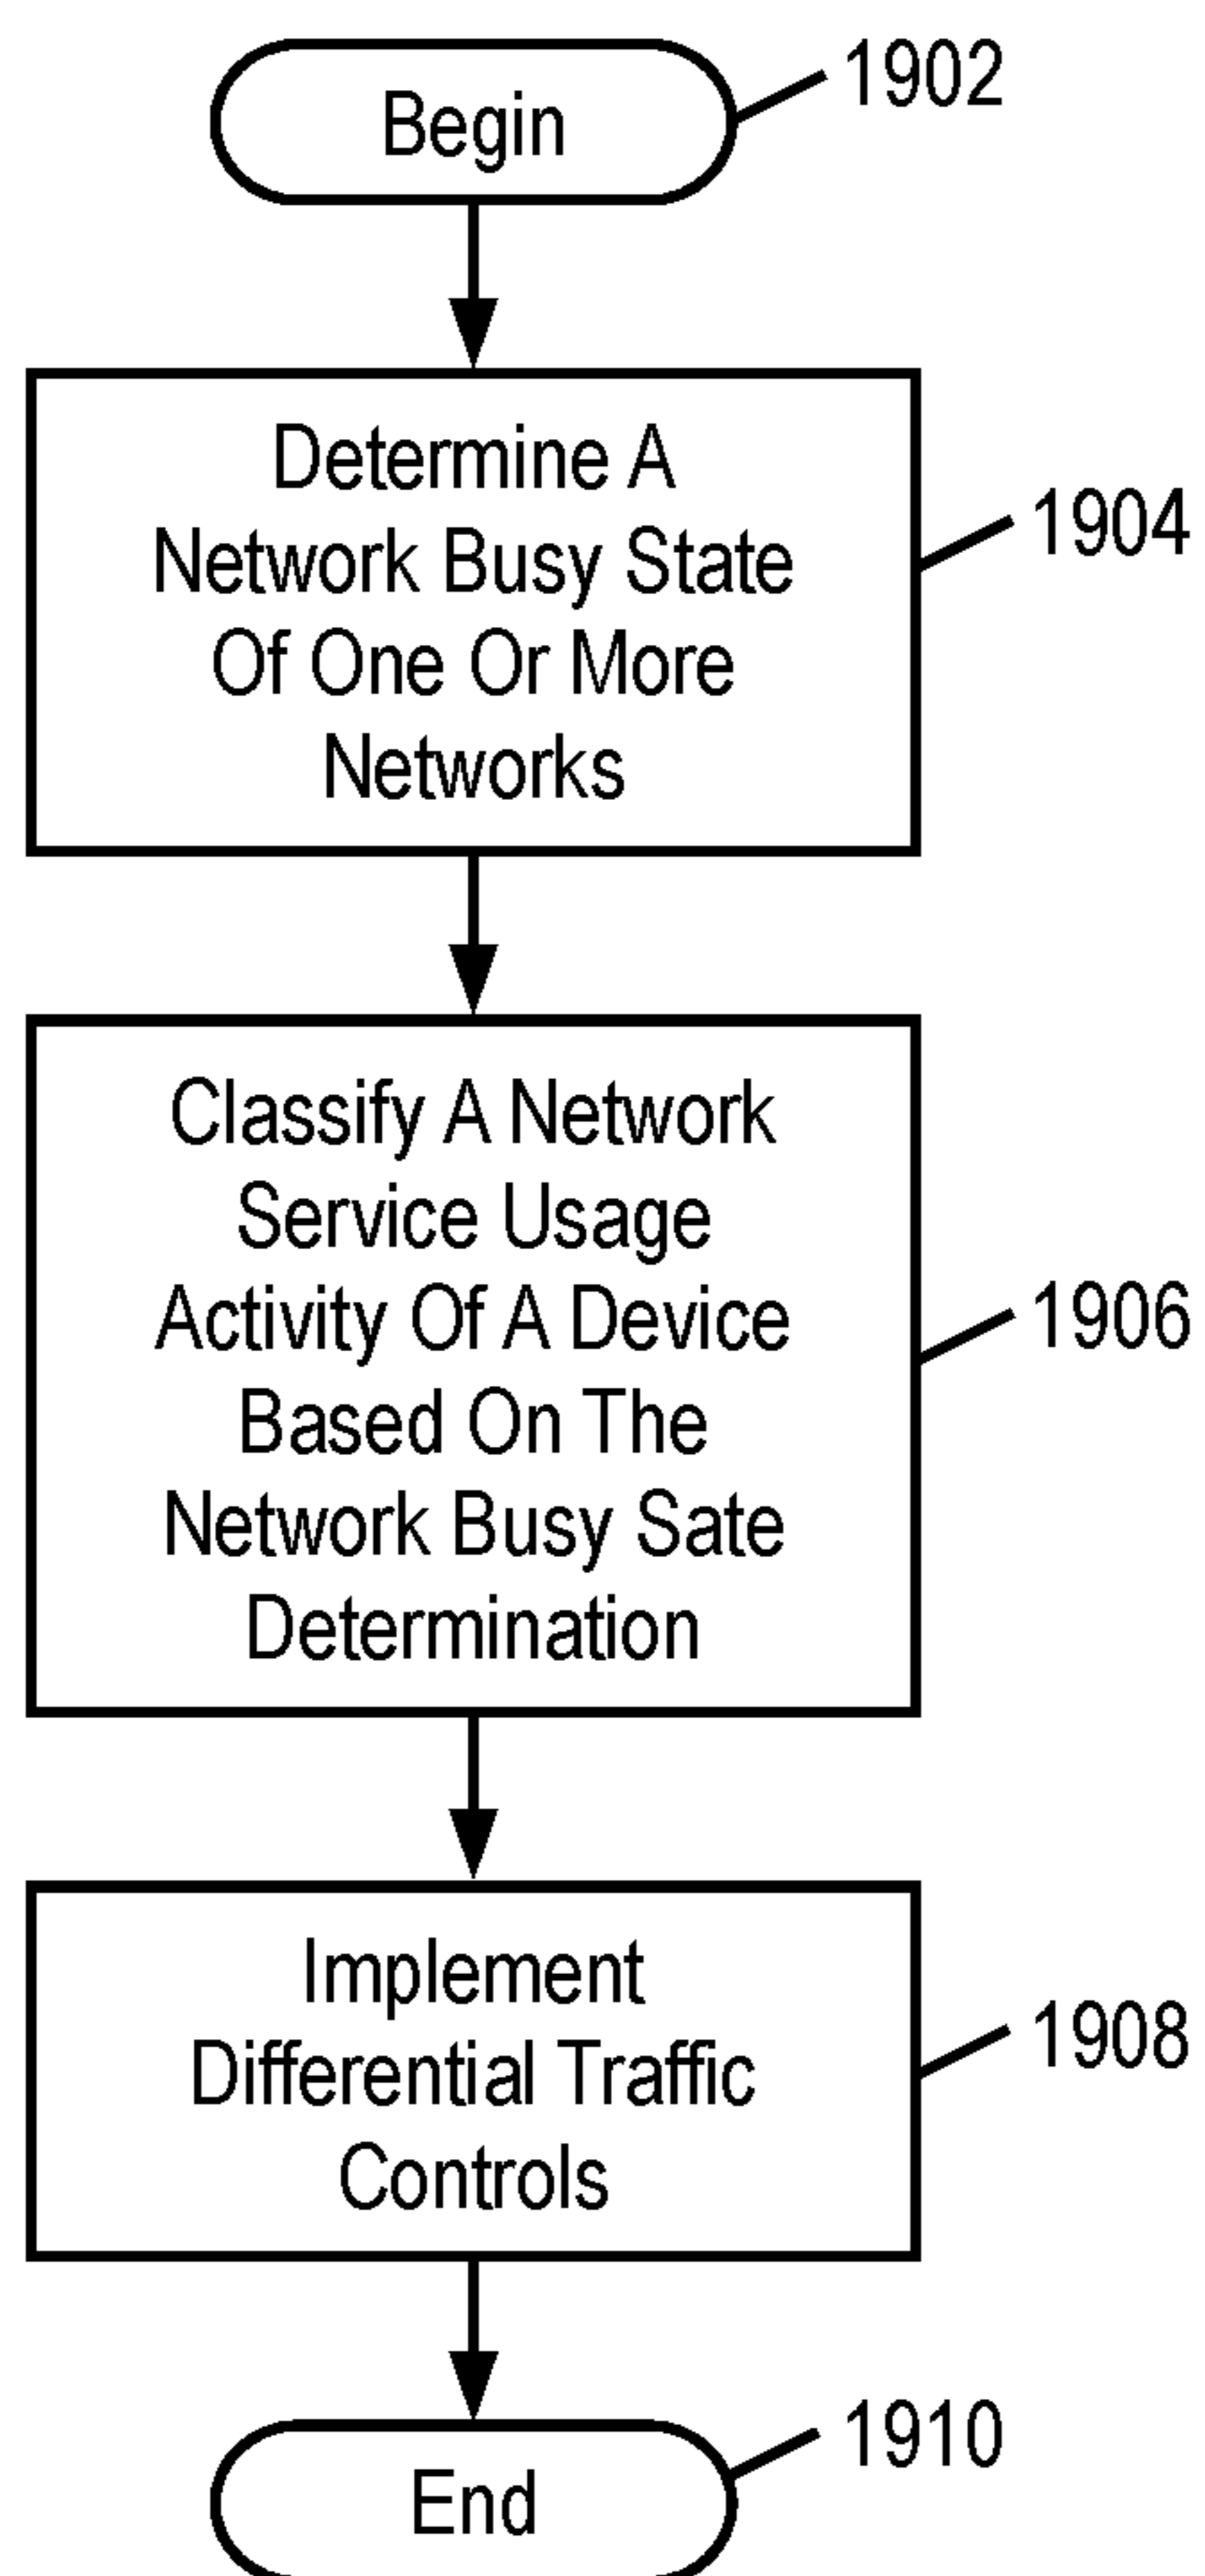 Begin
1902
Determine A
Network Busy State
Of One Or More
Networks
1904
Classify A Network
Service Usage
Activity Of A Device
Based On The
Network Busy Sate
Determination
1906
Implement
Differential Traffic
Controls
1908
End
1910